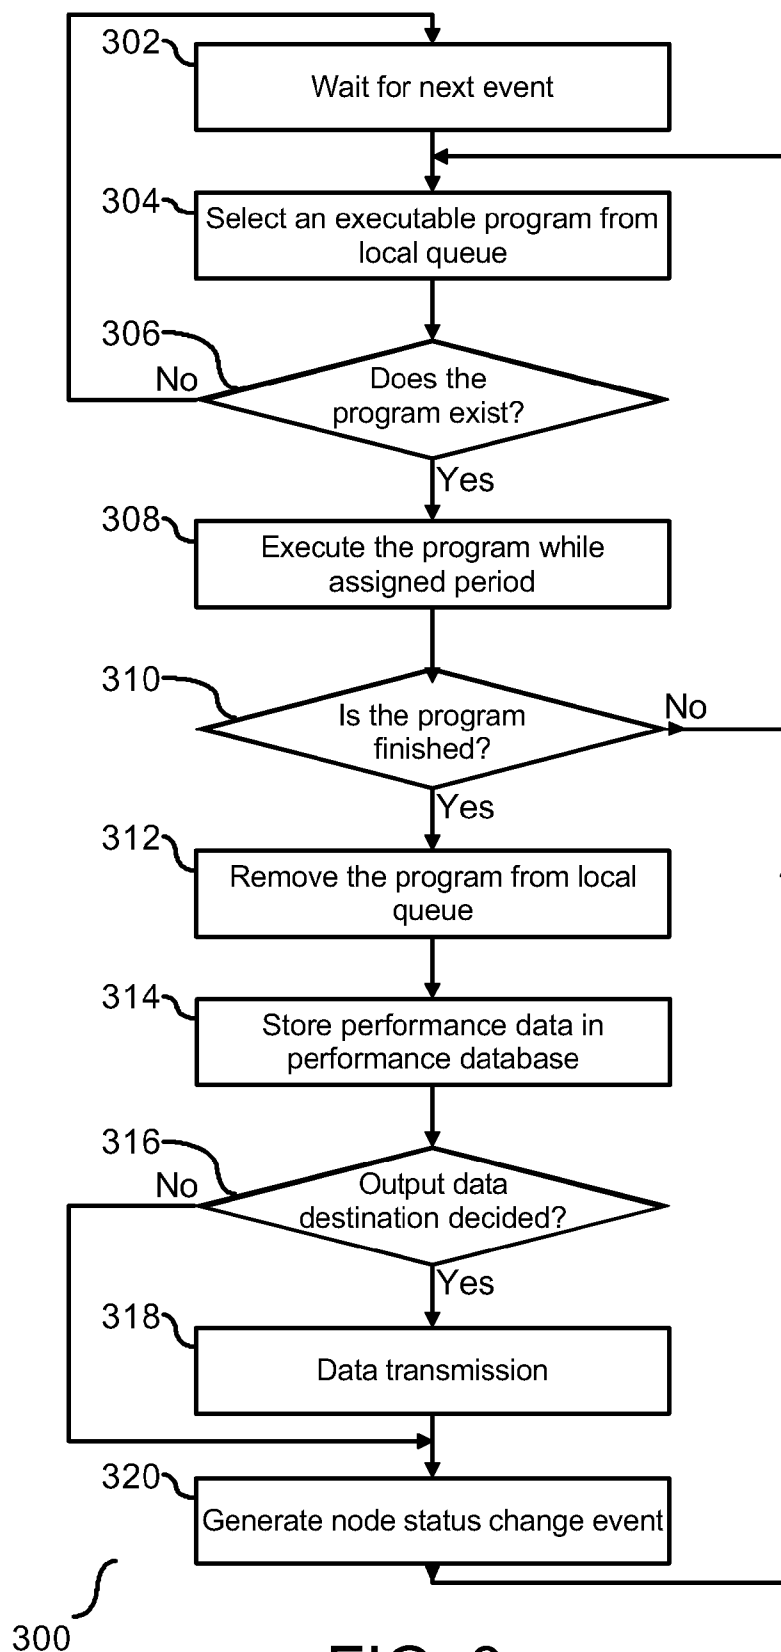 302
Wait for next event
304
Select an executable program from
local queue
306
No
Does the
program exist?
Yes
308
Execute the program while
assigned period
310
Is the program
finished?
No
Yes
312
Remove the program from local
queue
314
Store performance data in
performance database
316
No
Output data
destination decided?
Yes
318
Data transmission
320
Generate node status change event
300
FIG.